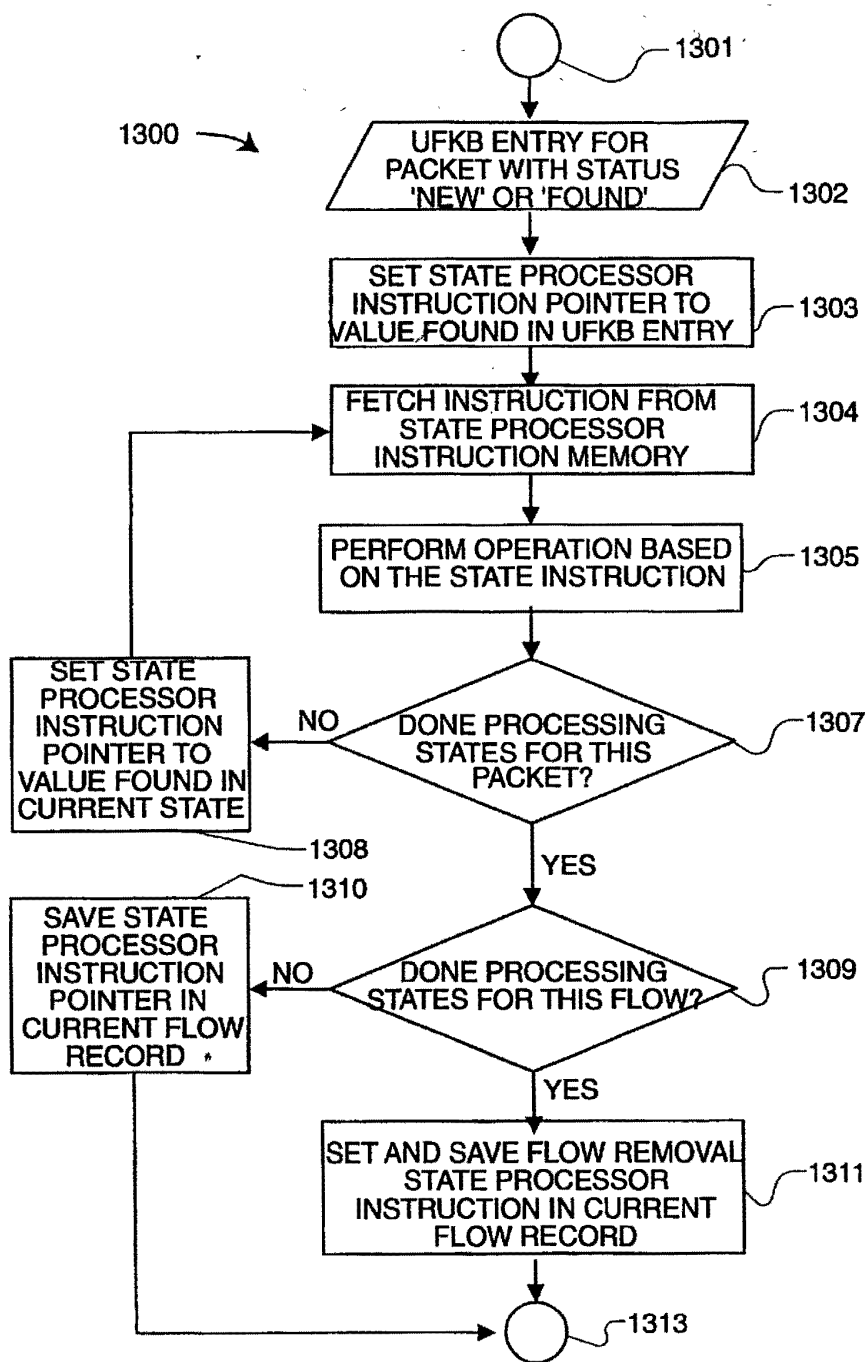 1301
1300
UFKB ENTRY FOR
PACKET WITH STATUS
'NEW' OR 'FOUND'
1302
SET STATE PROCESSOR
INSTRUCTION POINTER TO
VALUE FOUND IN UFKB ENTRY
1303
FETCH INSTRUCTION FROM
STATE PROCESSOR
INSTRUCTION MEMORY
1304
PERFORM OPERATION BASED
ON THE STATE INSTRUCTION
1305
SET STATE
PROCESSOR
INSTRUCTION
POINTER TO
VALUE FOUND IN
CURRENT STATE
1308
NO
DONE PROCESSING
STATES FOR THIS
PACKET?
1307
YES
1310
SAVE STATE
PROCESSOR
INSTRUCTION
POINTER IN
CURRENT FLOW
RECORD
NO
DONE PROCESSING
STATES FOR THIS FLOW?
1309
YES
SET AND SAVE FLOW REMOVAL
STATE PROCESSOR
INSTRUCTION IN CURRENT
FLOW RECORD
1311
1313